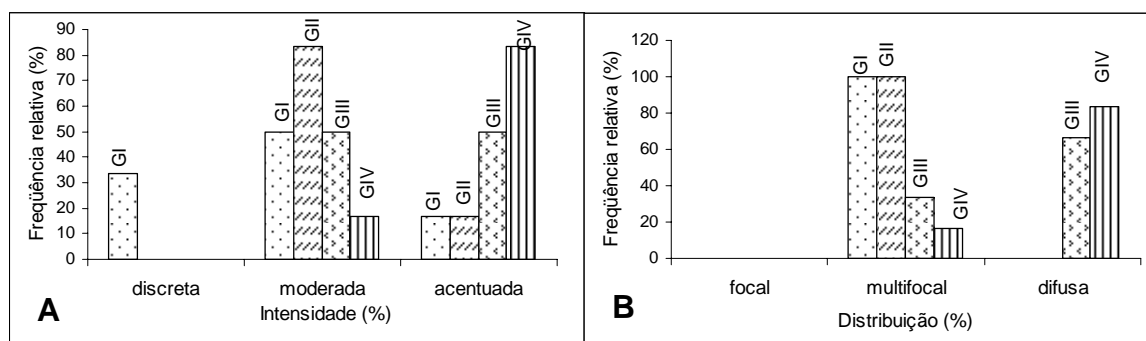 Freqüência relativa (%)
90
80
70
60
50
40
30
20
10
0
GI
GI
GII
GIII
GIV
GI
GII
GIII
GIV
discreta
moderada
acentuada
Intensidade (%)
A
Freqüência relativa (%)
120
100
80
60
40
20
0
GI
GII
GIII
GIV
GIII
GIV
focal
multifocal
difusa
Distribuição (%)
B